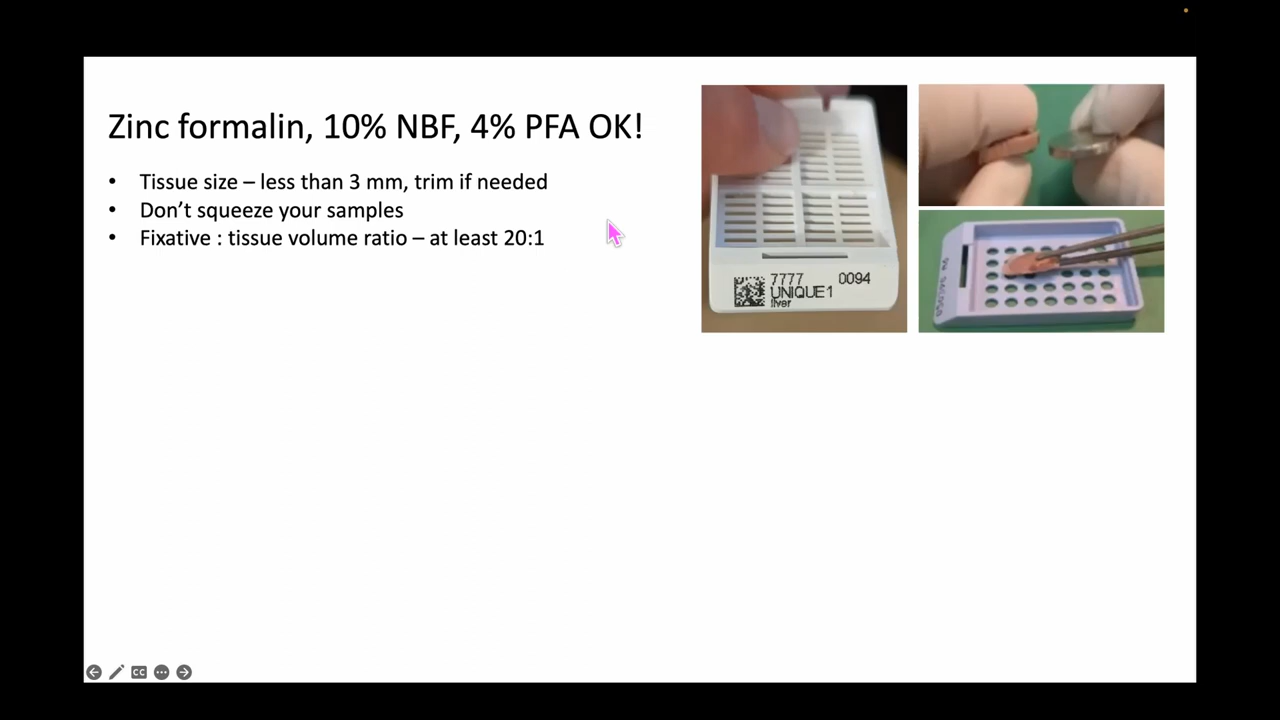 Zinc formalin, 10% NBF, 4% PFA OK!
• Tissue size – less than 3 mm, trim if needed
• Don’t squeeze your samples
• Fixative : tissue volume ratio – at least 20:1
7777 0094
UNIQUE1
liver
CC